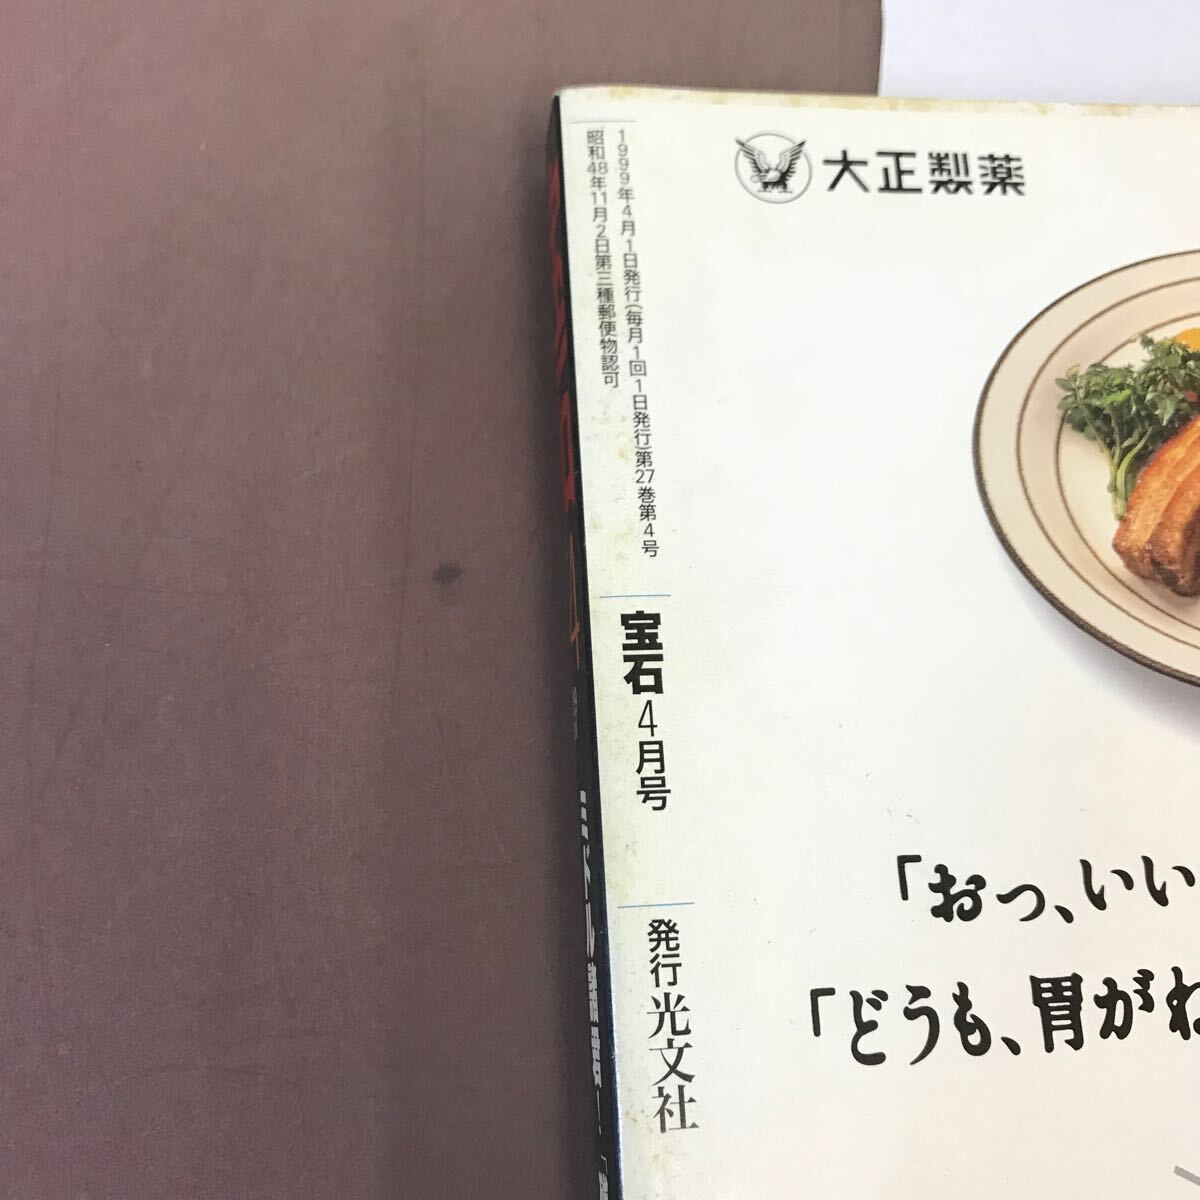 大正製薬
1999年4月1日発行(毎月1回1日発行)第27巻第4号
昭和48年11月2日第三種郵便物認可
宝石4月号
発行 光文社
「おっ、いい
「どうも、胃が
4